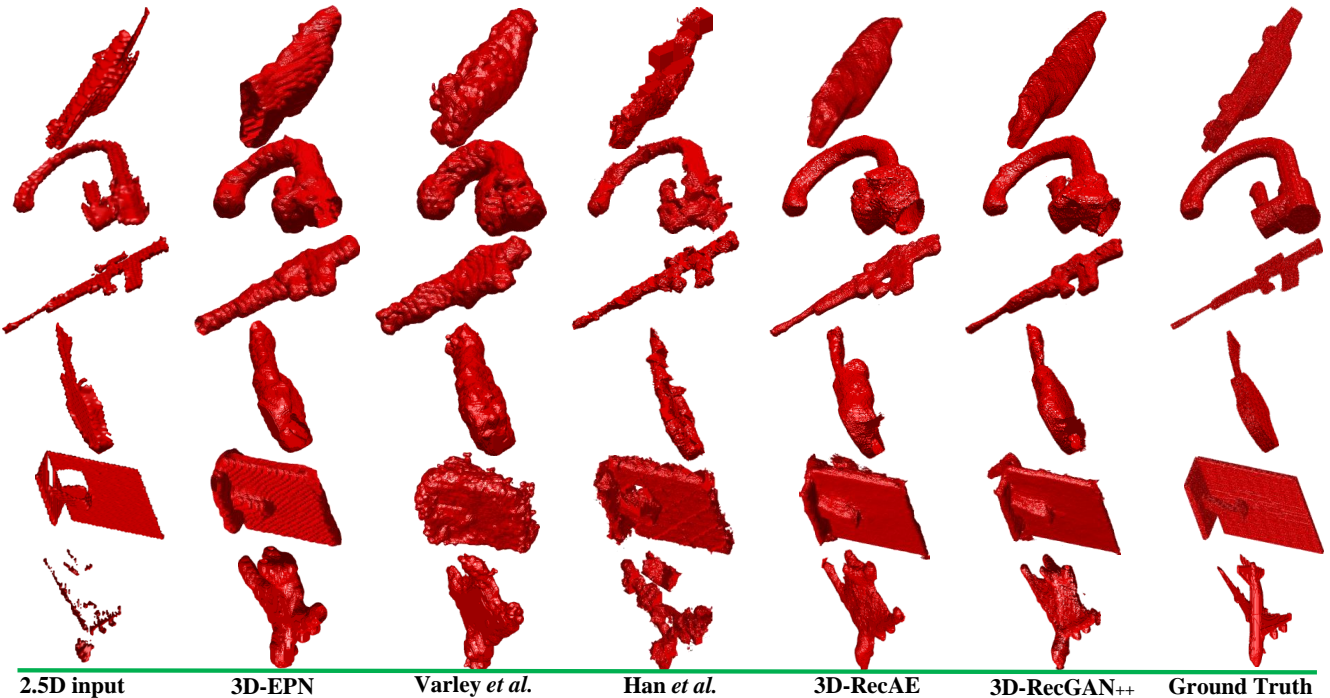 2.5D input 3D-EPN Varley et al. Han et al. 3D-RecAE 3D-RecGAN++ Ground Truth